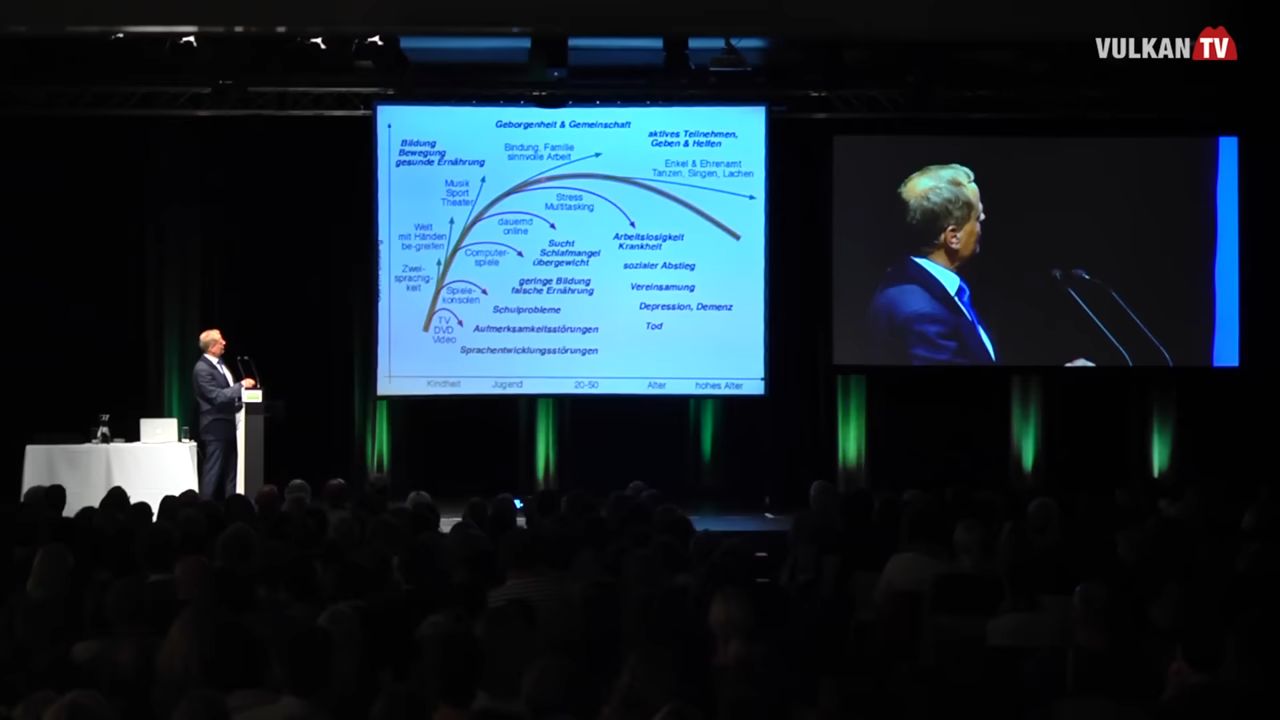 VULKAN TV
Geborgenheit & Gemeinschaft
aktives Teilnehmen,
Geben & Helfen
Bildung
Bewegung
gesunde Ernährung
Bindung, Familie
sinnvolle Arbeit
Enkel & Ehrenamt
Tanzen, Singen, Lachen
Musik
Sport
Theater
Stress
Multitasking
Welt
mit Händen
be-greifen
dauernd
online
Arbeitslosigkeit
Krankheit
Sucht
Schlafmangel
übergewicht
Computer-
spiele
sozialer Abstieg
Zwei-
sprachig-
keit
geringe Bildung
falsche Ernährung
Vereinsamung
Spiele-
konsolen
Schulprobleme
Depression, Demenz
TV
DVD
Video
Aufmerksamkeitsstörungen
Tod
Sprachentwicklungsstörungen
Kindheit
Jugend
20-50
Alter
hohes Alter